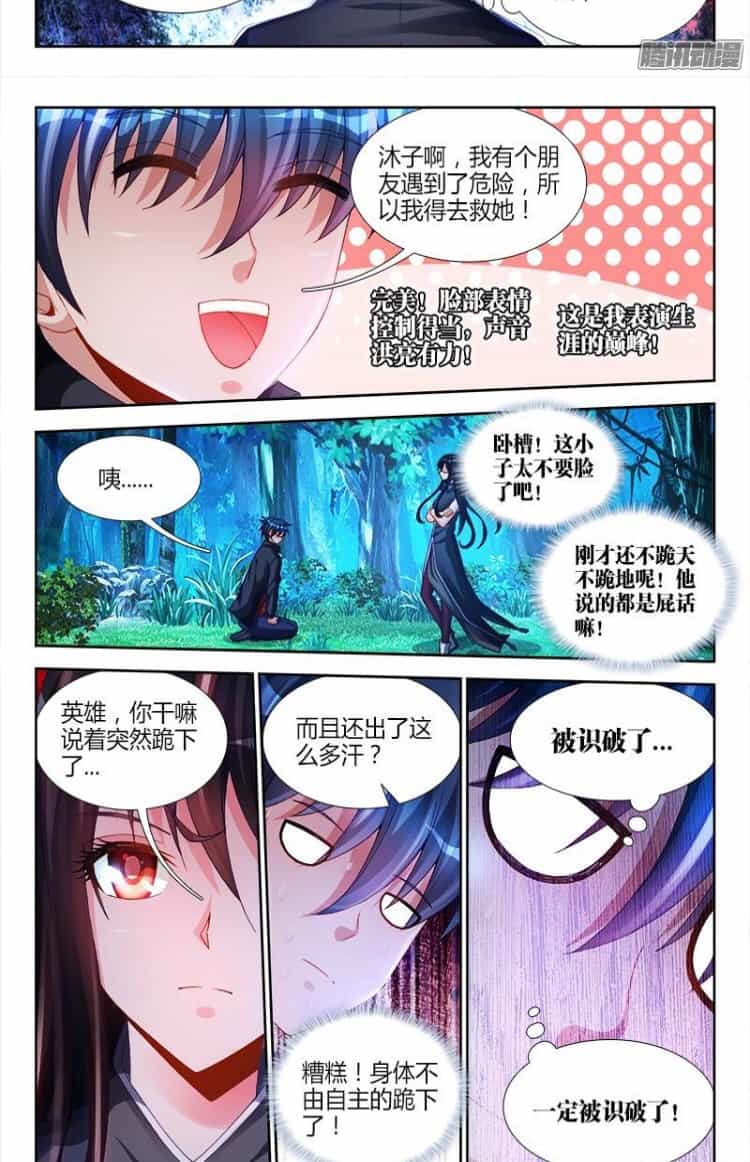 腾讯动漫
沐子啊，我有个朋
友遇到了危险，所
以我得去救她！
完美！脸部表情
控制得当，声音
洪亮有力！
这是我表演生
涯的巅峰！
咦......
卧槽！这小
子太不要脸
了吧！
刚才还不跪天
不跪地呢！他
说的都是屁话
嘛！
英雄，你干嘛
说着突然跪下
了...
而且还出了这
么多汗？
被识破了...
糟糕！身体不
由自主的跪下
了！
一定被识破了！